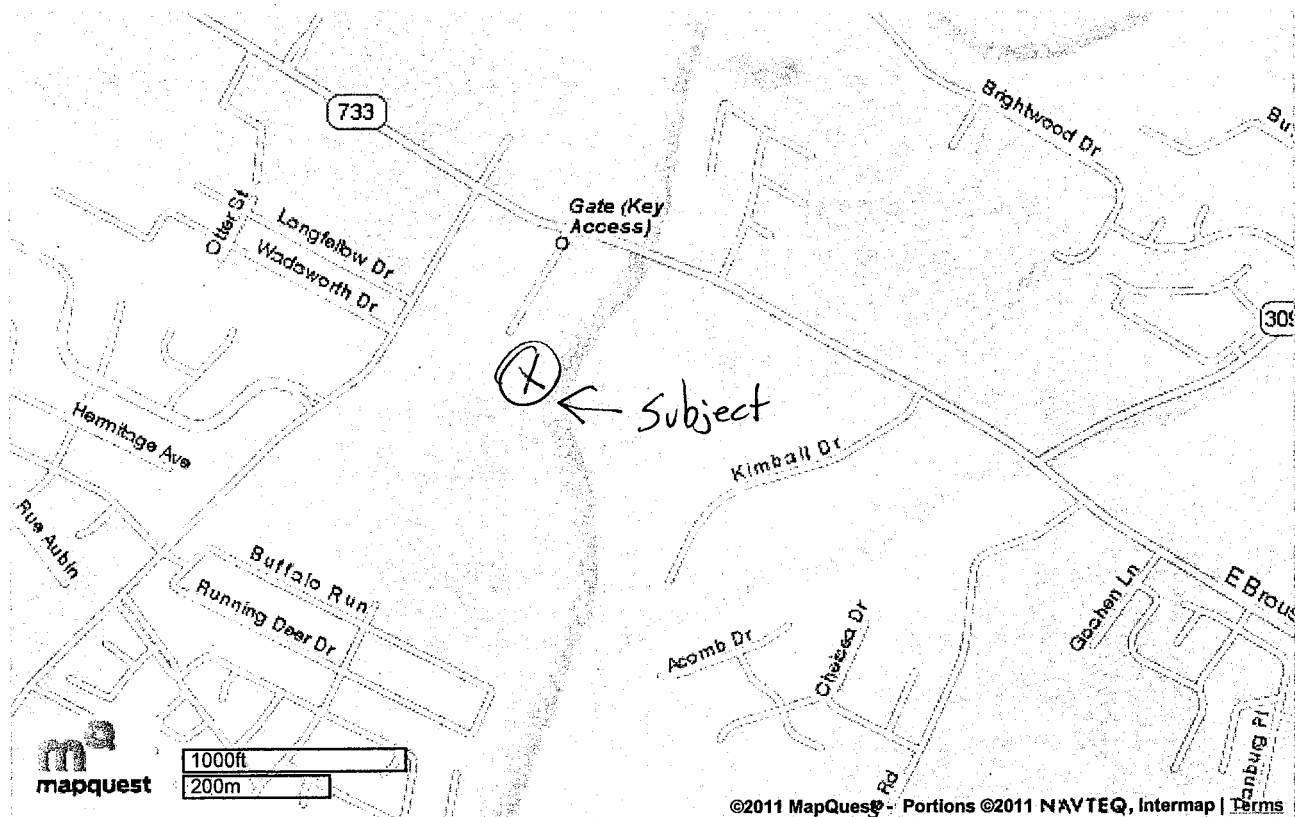 733
Brightwood Dr
Gate (Key
Access)
Otter St
Longfellow Dr
Wadsworth Dr
309
Subject
Hermitage Ave
Kimball Dr
Rue Aubin
Buffalo Run
Running Deer Dr
Goohen Ln
E Brous
Acomb Dr
Chelsea Dr
Rd
mapquest
1000ft
200m
©2011 MapQuest - Portions ©2011 NAVTEQ, Intermap | Terms